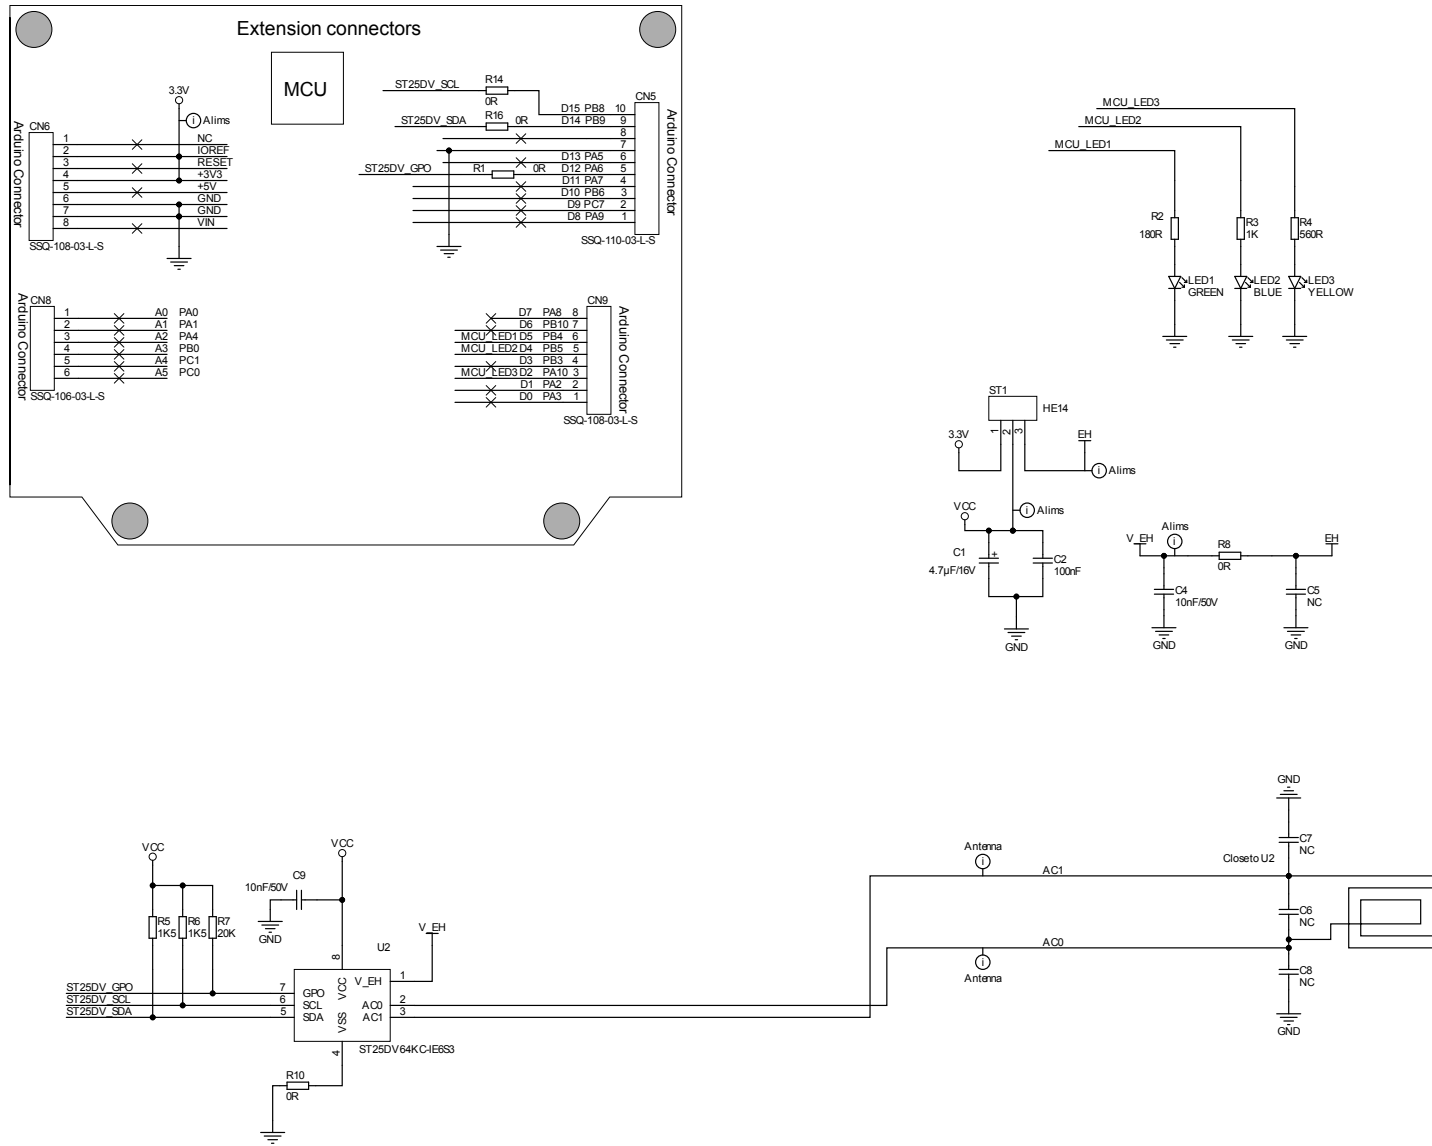 Extension connectors
MCU
3.3V
Alims
CN6
Arduino Connector
1 NC
2 IOREF
3 RESET
4 +3V3
5 +5V
6 GND
7 GND
8 VIN
SSQ-108-03-L-S
ST25DV_SCL R14 0R
ST25DV_SDA R16 0R
ST25DV_GPO R1 0R
CN5
Arduino Connector
D15 PB8 10
D14 PB9 9
8
7
D13 PA5 6
D12 PA6 5
D11 PA7 4
D10 PB6 3
D9 PC7 2
D8 PA9 1
SSQ-110-03-L-S
CN8
Arduino Connector
1 A0 PA0
2 A1 PA1
3 A2 PA4
4 A3 PB0
5 A4 PC1
6 A5 PC0
SSQ-106-03-L-S
CN9
Arduino Connector
D7 PA8 8
D6 PB10 7
MCU_LED1 D5 PB4 6
MCU_LED2 D4 PB5 5
D3 PB3 4
MCU_LED3 D2 PA10 3
D1 PA2 2
D0 PA3 1
SSQ-108-03-L-S
MCU_LED3
MCU_LED2
MCU_LED1
R2
180R
R3
1K
R4
560R
LED1
GREEN
LED2
BLUE
LED3
YELLOW
ST1
HE14
1
2
3
3.3V
EH
i Alims
VCC
i Alims
C1
4.7µF/16V
+
C2
100nF
GND
V_EH
Alims
i
R8
0R
EH
C4
10nF/50V
C5
NC
GND
GND
VCC
VCC
C9
10nF/50V
GND
R5
1K5
R6
1K5
R7
20K
V_EH
U2
ST25DV_GPO 7 GPO
ST25DV_SCL 6 SCL
ST25DV_SDA 5 SDA
8 VCC
4 VSS
V_EH 1
AC0 2
AC1 3
ST25DV64KC-IE6S3
R10
0R
Antenna
i
AC1
AC0
i
Antenna
GND
C7
NC
Close to U2
C6
NC
C8
NC
GND